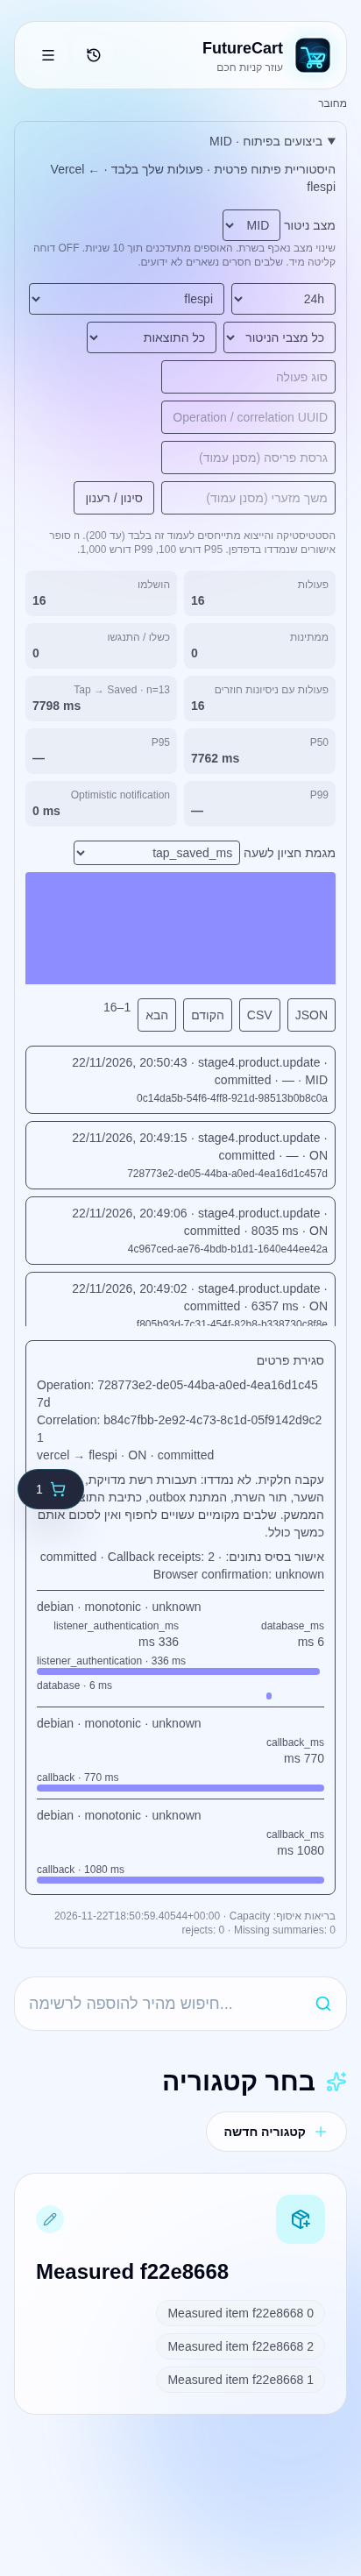 FutureCart
עוזר קניות חכם
מחובר
▼ ביצועים בפיתוח · MID
היסטוריית פיתוח פרטית · פעולות שלך בלבד · Vercel ←
flespi
מצב ניטור MID
שינוי מצב נאכף בשרת. האוספים מתעדכנים תוך 10 שניות. OFF דוחה
קליטה מיד. שלבים חסרים נשארים לא ידועים.
24h flespi
כל מצבי הניטור כל התוצאות
סוג פעולה
Operation / correlation UUID
גרסת פריסה (מסנן עמוד)
משך מזערי (מסנן עמוד) סינון / רענון
הסטטיסטיקה והייצוא מתייחסים לעמוד זה בלבד (עד 200). n סופר
אישורים שנמדדו בדפדפן. P95 דורש 100, P99 דורש 1,000.
פעולות
16
הושלמו
16
ממתינות
0
כשלו / התנגשו
0
פעולות עם ניסיונות חוזרים
16
Tap → Saved · n=13
7798 ms
P50
7762 ms
P95
—
P99
—
Optimistic notification
0 ms
מגמת חציון לשעה tap_saved_ms
JSON CSV הקודם הבא 1–16
22/11/2026, 20:50:43 · stage4.product.update ·
committed · — · MID
0c14da5b-54f6-4ff8-921d-98513b0b8c0a
22/11/2026, 20:49:15 · stage4.product.update ·
committed · — · ON
728773e2-de05-44ba-a0ed-4ea16d1c457d
22/11/2026, 20:49:06 · stage4.product.update ·
committed · 8035 ms · ON
4c967ced-ae76-4bdb-b1d1-1640e44ee42a
22/11/2026, 20:49:02 · stage4.product.update ·
committed · 6357 ms · ON
f805b93d-7c31-454f-82b8-b338730c8f8e
סגירת פרטים
Operation: 728773e2-de05-44ba-a0ed-4ea16d1c45
7d
Correlation: b84c7fbb-2e92-4c73-8c1d-05f9142d9c2
1
vercel → flespi · ON · committed
עקבה חלקית. לא נמדדו: תעבורת רשת מדויקת,
השער, תור השרת, המתנת outbox, כתיבת
הממשק. שלבים מקומיים עשויים לחפוף ואין לסכום אותם
כמשך כולל.
1
אישור בסיס נתונים: committed · Callback receipts: 2 ·
Browser confirmation: unknown
debian · monotonic · unknown
database_ms
6 ms
listener_authentication_ms
336 ms
listener_authentication · 336 ms
database · 6 ms
debian · monotonic · unknown
callback_ms
770 ms
callback · 770 ms
debian · monotonic · unknown
callback_ms
1080 ms
callback · 1080 ms
בריאות איסוף: 2026-11-22T18:50:59.40544+00:00 · Capacity
rejects: 0 · Missing summaries: 0
חיפוש מהיר להוספה לרשימה...
בחר קטגוריה
קטגוריה חדשה
Measured f22e8668
Measured item f22e8668 0
Measured item f22e8668 2
Measured item f22e8668 1